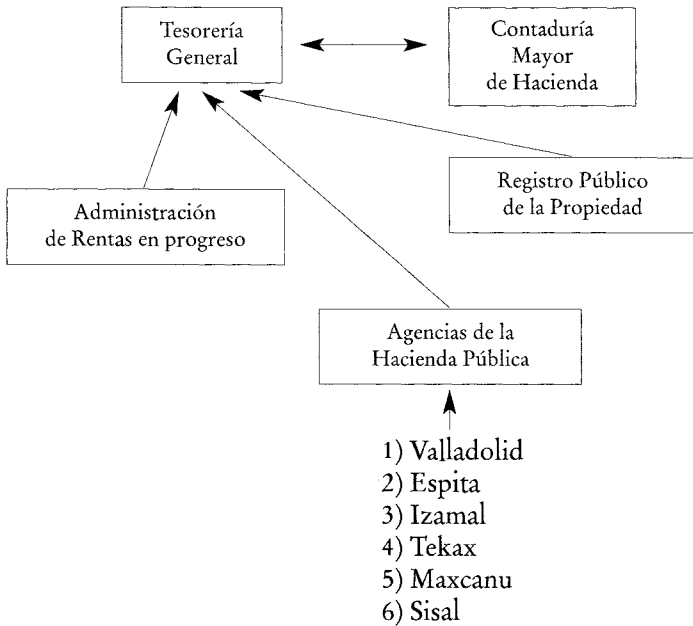 Tesorería
General
Contaduría
Mayor
de Hacienda
Registro Público
de la Propiedad
Administración
de Rentas en progreso
Agencias de la
Hacienda Pública
1) Valladolid
2) Espita
3) Izamal
4) Tekax
5) Maxcanu
6) Sisal